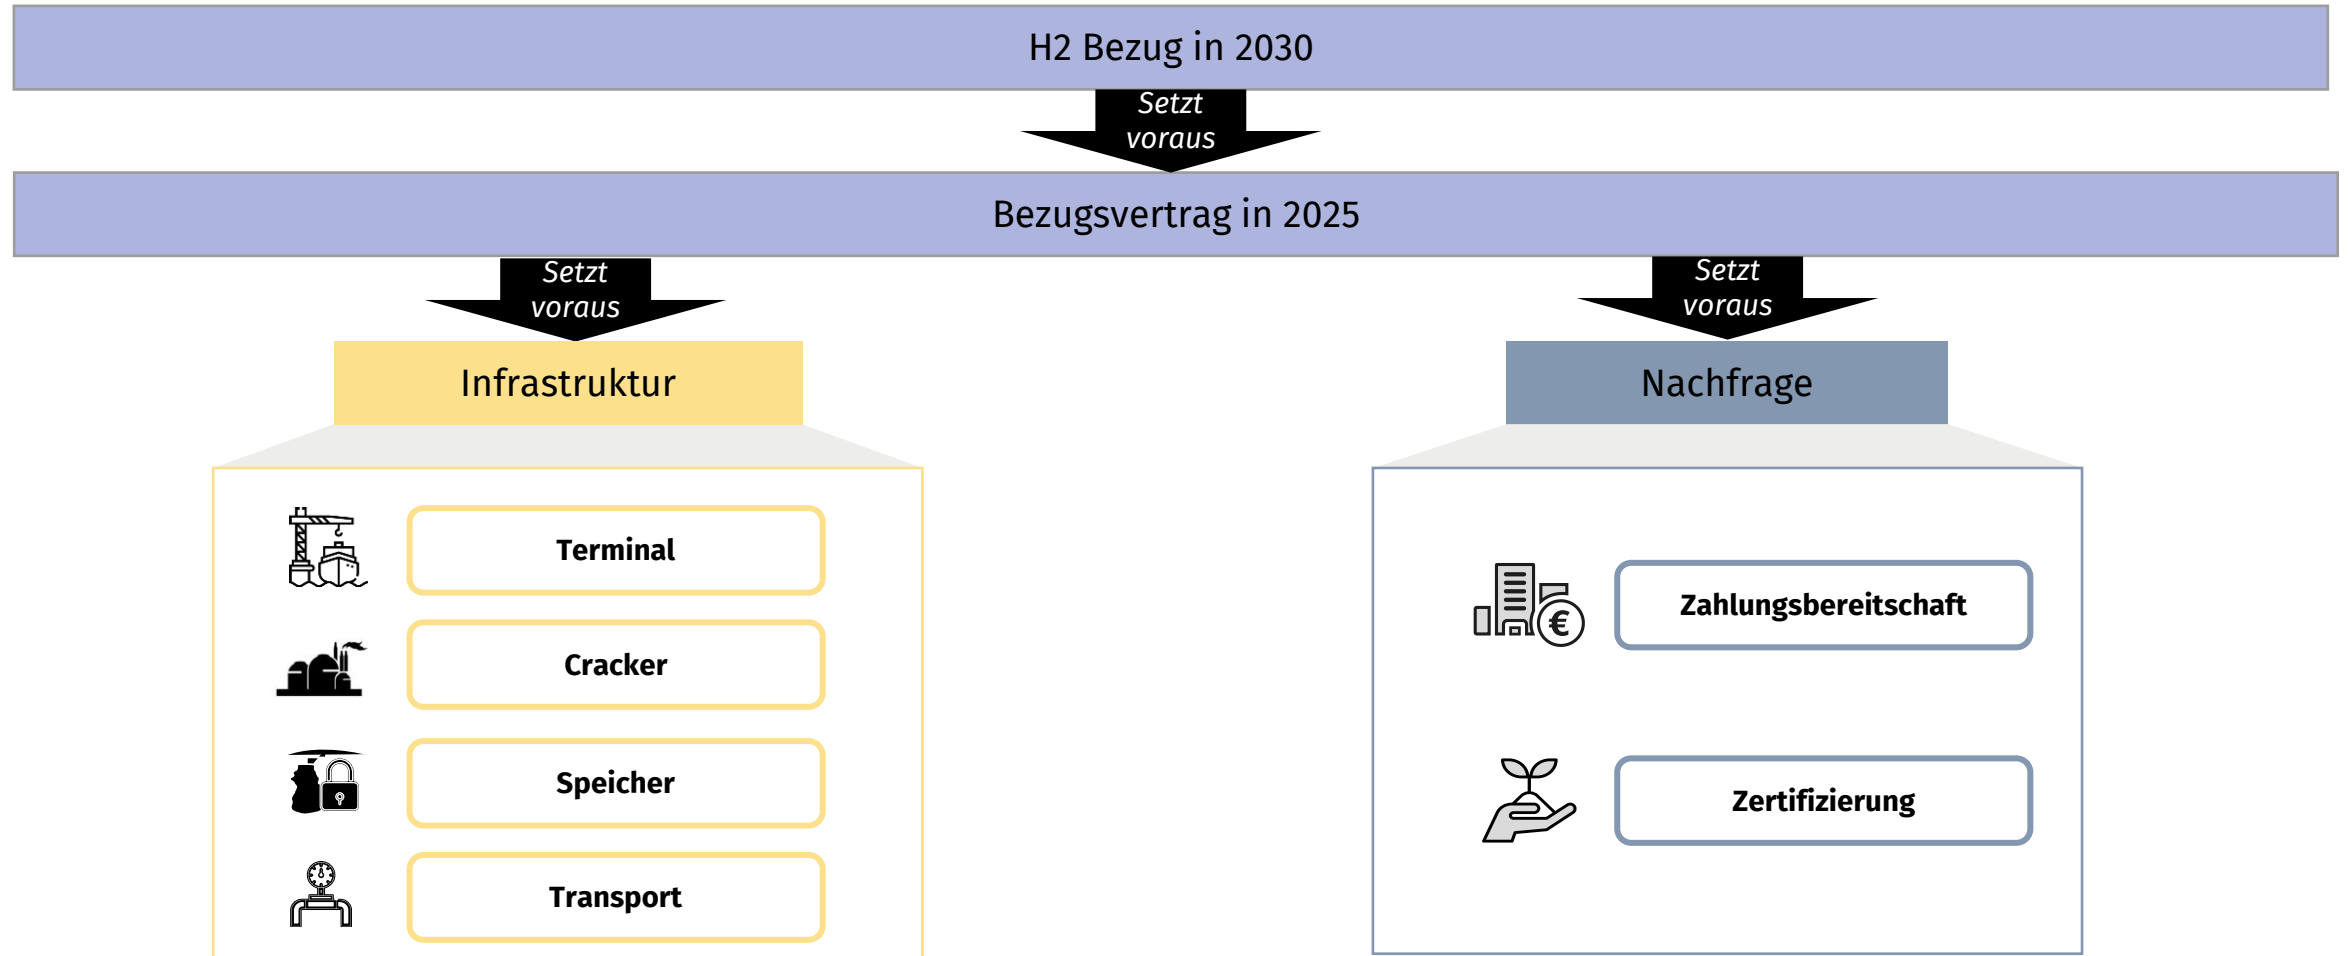 H2 Bezug in 2030
Setzt
voraus
Bezugsvertrag in 2025
Setzt
voraus
Setzt
voraus
Infrastruktur
Nachfrage
Terminal
Cracker
Speicher
Transport
€
Zahlungsbereitschaft
Zertifizierung